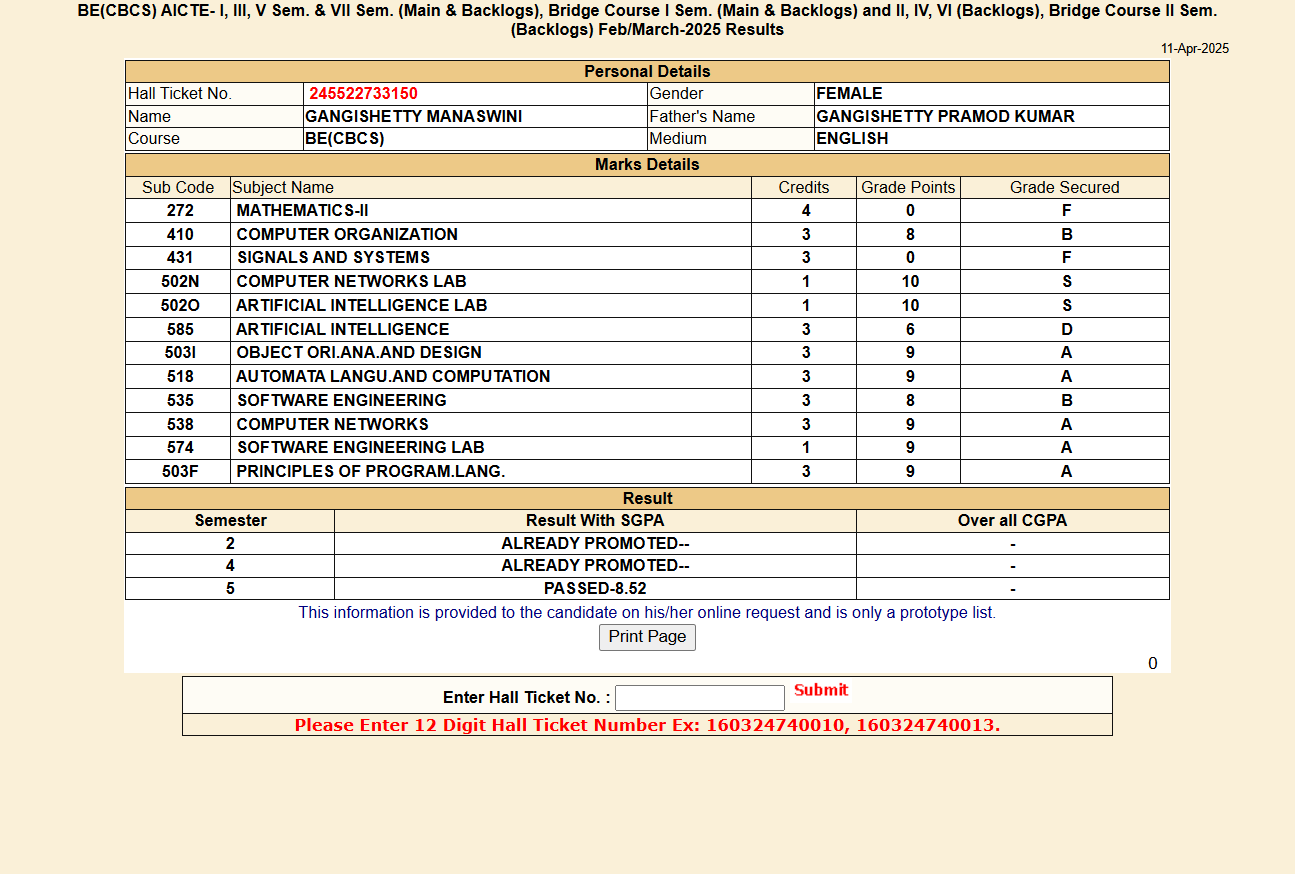 BE(CBCS) AICTE- I, III, V Sem. & VII Sem. (Main & Backlogs), Bridge Course I Sem. (Main & Backlogs) and II, IV, VI (Backlogs), Bridge Course II Sem.
(Backlogs) Feb/March-2025 Results
11-Apr-2025
Personal Details
Hall Ticket No. 245522733150 Gender FEMALE
Name GANGISHETTY MANASWINI Father's Name GANGISHETTY PRAMOD KUMAR
Course BE(CBCS) Medium ENGLISH
Marks Details
Sub Code Subject Name Credits Grade Points Grade Secured
272 MATHEMATICS-II 4 0 F
410 COMPUTER ORGANIZATION 3 8 B
431 SIGNALS AND SYSTEMS 3 0 F
502N COMPUTER NETWORKS LAB 1 10 S
502O ARTIFICIAL INTELLIGENCE LAB 1 10 S
585 ARTIFICIAL INTELLIGENCE 3 6 D
503I OBJECT ORI.ANA.AND DESIGN 3 9 A
518 AUTOMATA LANGU.AND COMPUTATION 3 9 A
535 SOFTWARE ENGINEERING 3 8 B
538 COMPUTER NETWORKS 3 9 A
574 SOFTWARE ENGINEERING LAB 1 9 A
503F PRINCIPLES OF PROGRAM.LANG. 3 9 A
Result
Semester Result With SGPA Over all CGPA
2 ALREADY PROMOTED-- -
4 ALREADY PROMOTED-- -
5 PASSED-8.52 -
This information is provided to the candidate on his/her online request and is only a prototype list.
Print Page
0
Enter Hall Ticket No. : Submit
Please Enter 12 Digit Hall Ticket Number Ex: 160324740010, 160324740013.